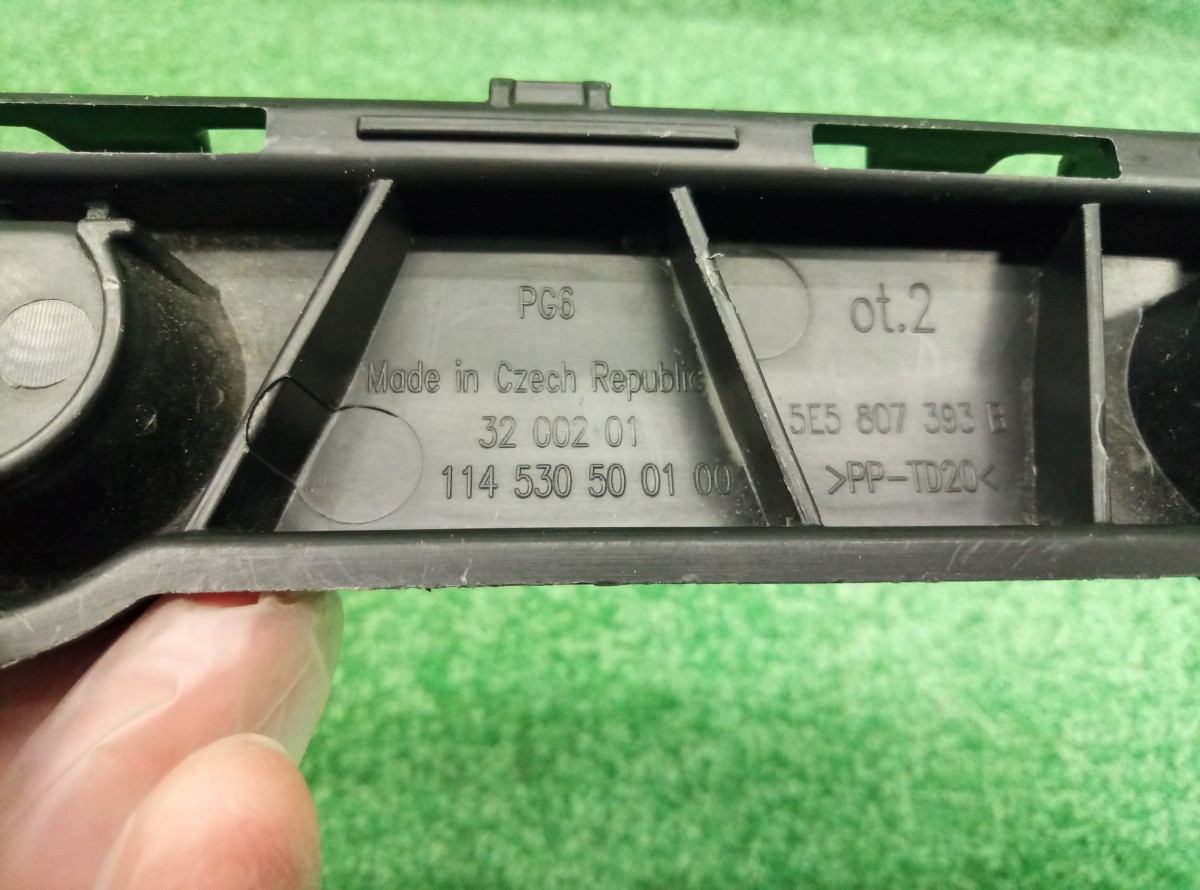 PG6
Made in Czech Republic
32 002 01
114 530 50 01 00
ot.2
5E5 807 393
>PP-TD20<